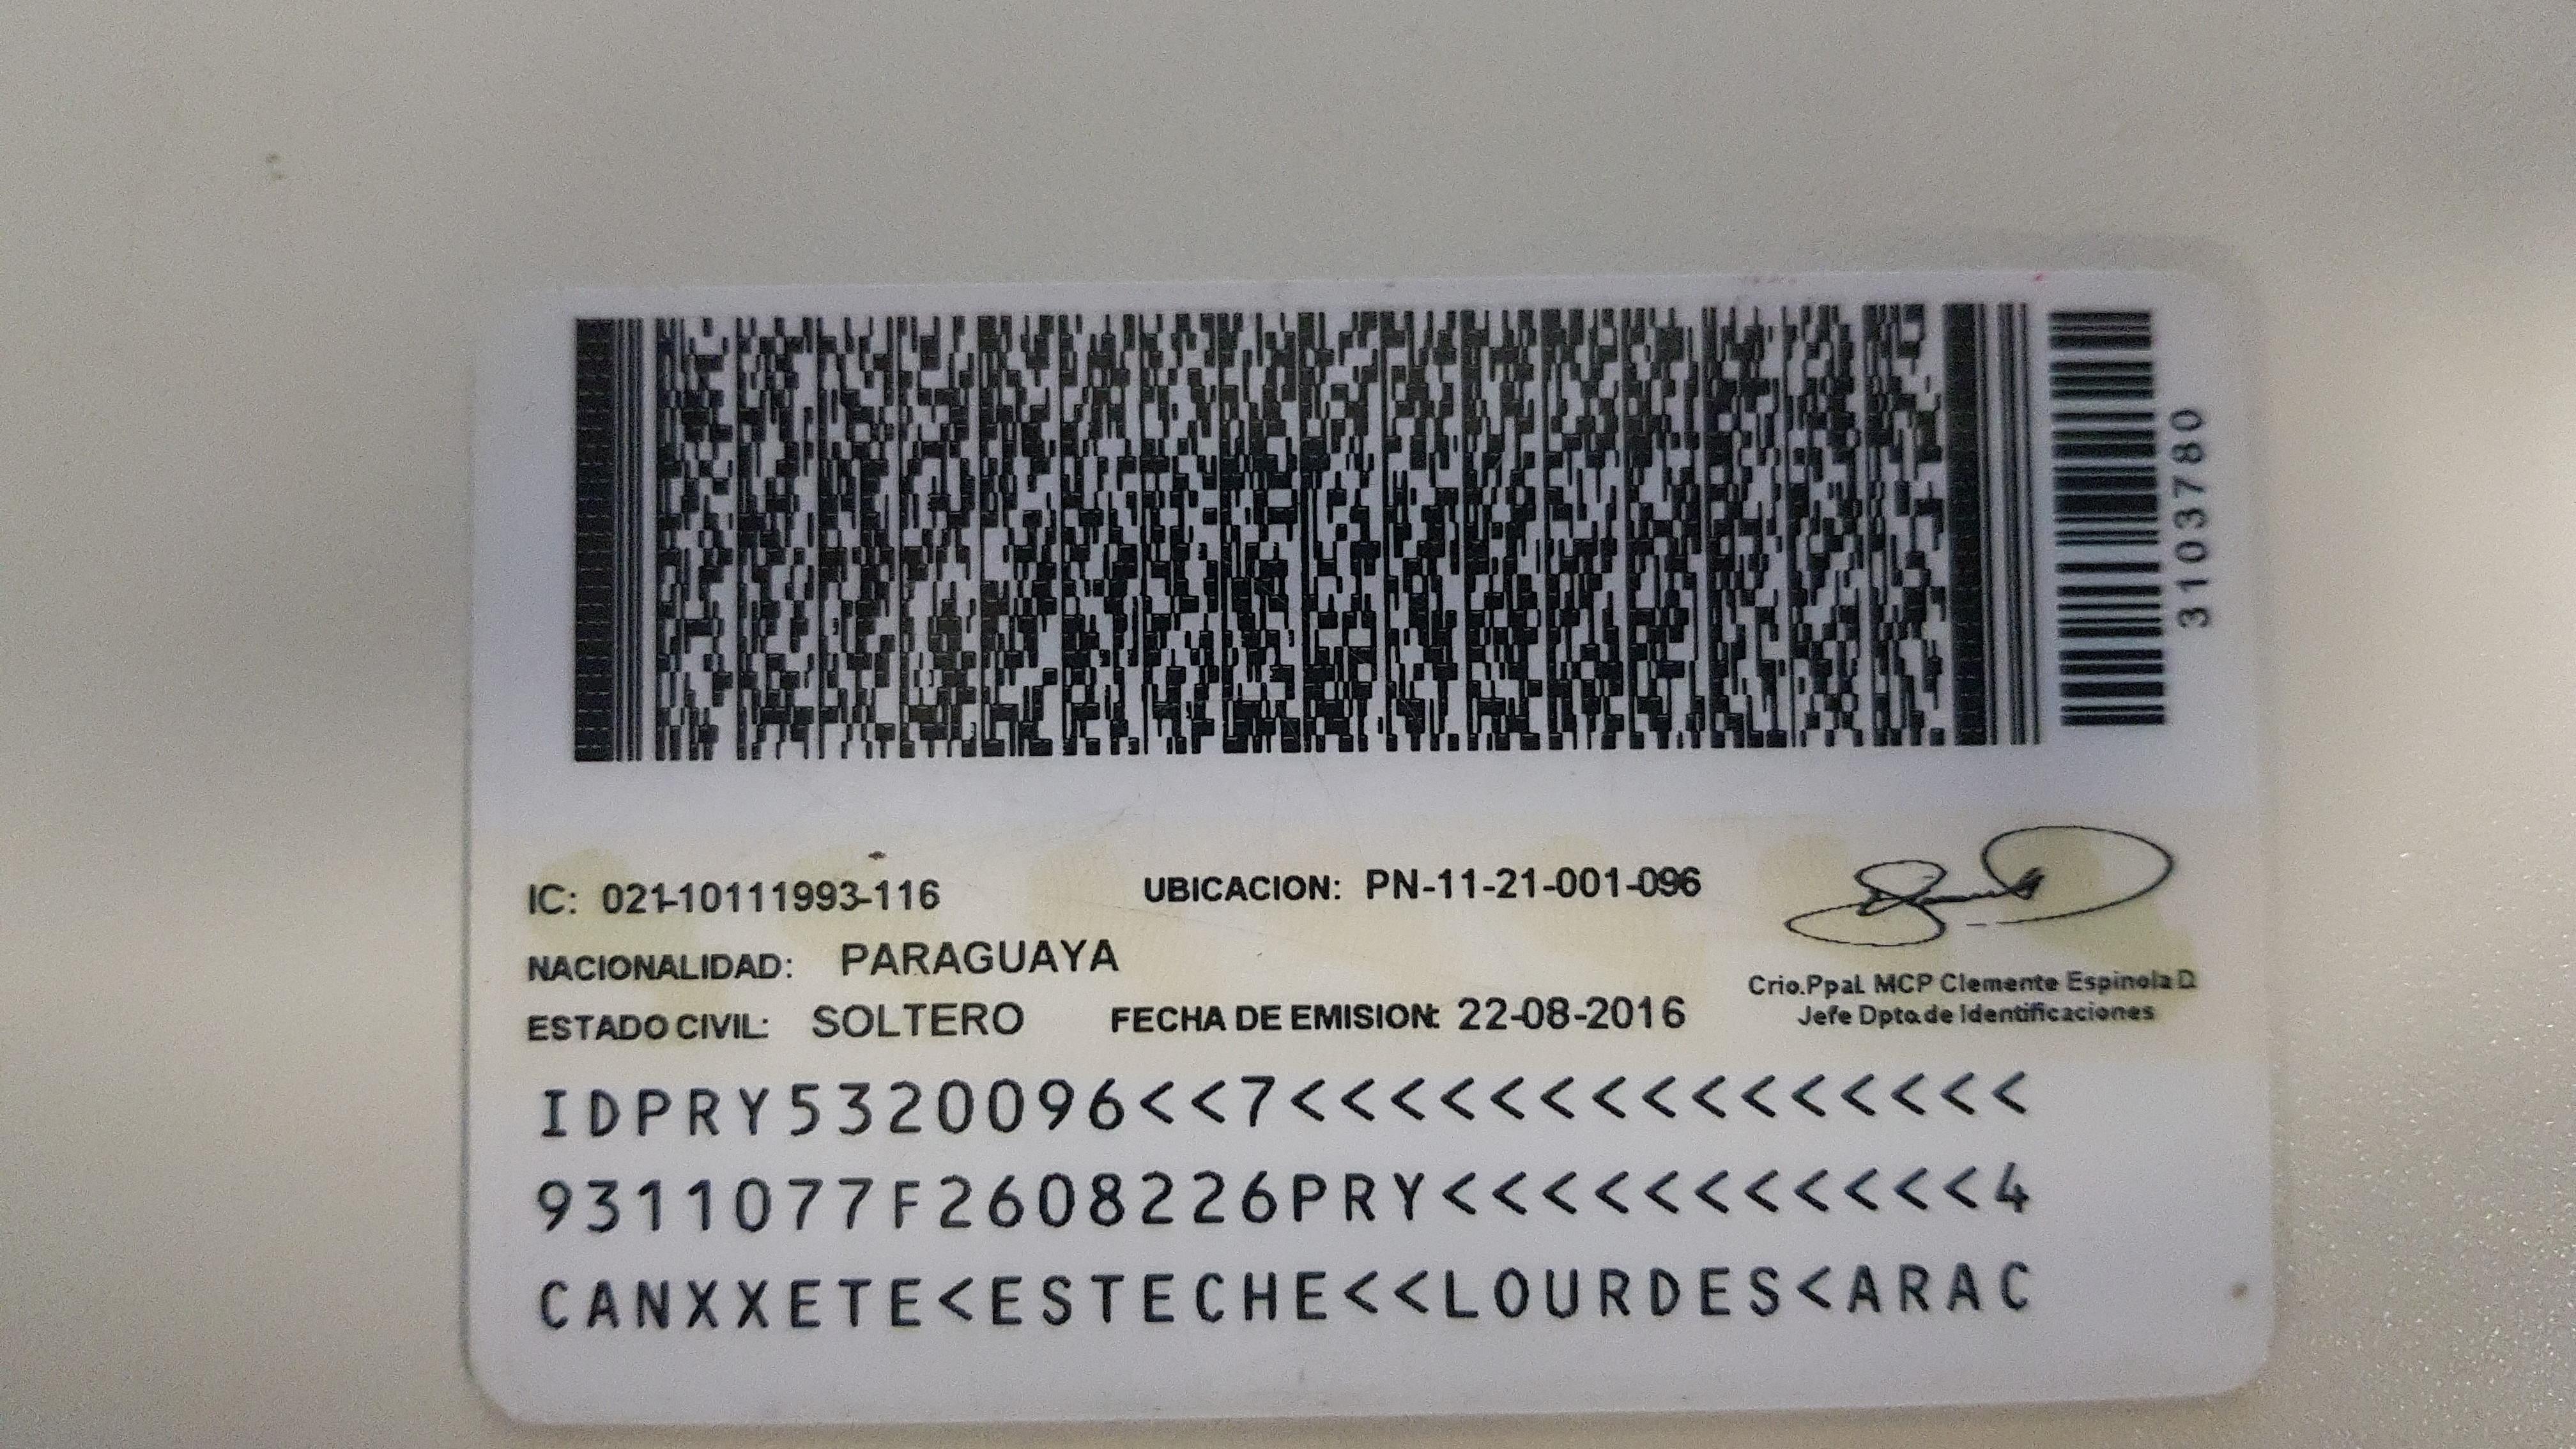 31037780
IC: 021-10111993-116
UBICACION: PN-11-21-001-096
NACIONALIDAD: PARAGUAYA
ESTADO CIVIL: SOLTERO
FECHA DE EMISION: 22-08-2016
Crio.Ppal. MCP Clemente Espinola D.
Jefe Dpto.de Identificaciones
IDPRY5320096<<7<<<<<<<<<<<<<<<
9311077F2608226PRY<<<<<<<<<<<4
CANXXETE<ESTECHE<<LOURDES<ARAC